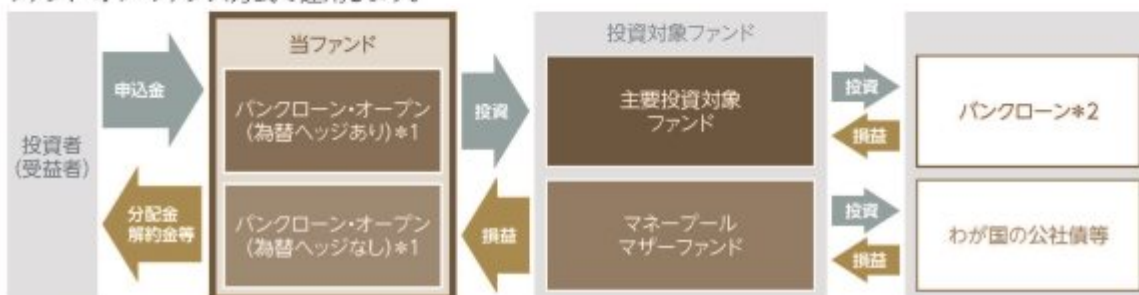 投資者
(受益者)
申込金
分配金
解約金等
当ファンド
バンクローン・オープン
(為替ヘッジあり)*1
バンクローン・オープン
(為替ヘッジなし)*1
投資
損益
投資対象ファンド
主要投資対象
ファンド
マネープール
マザーファンド
投資
損益
投資
損益
バンクローン*2
わが国の公社債等